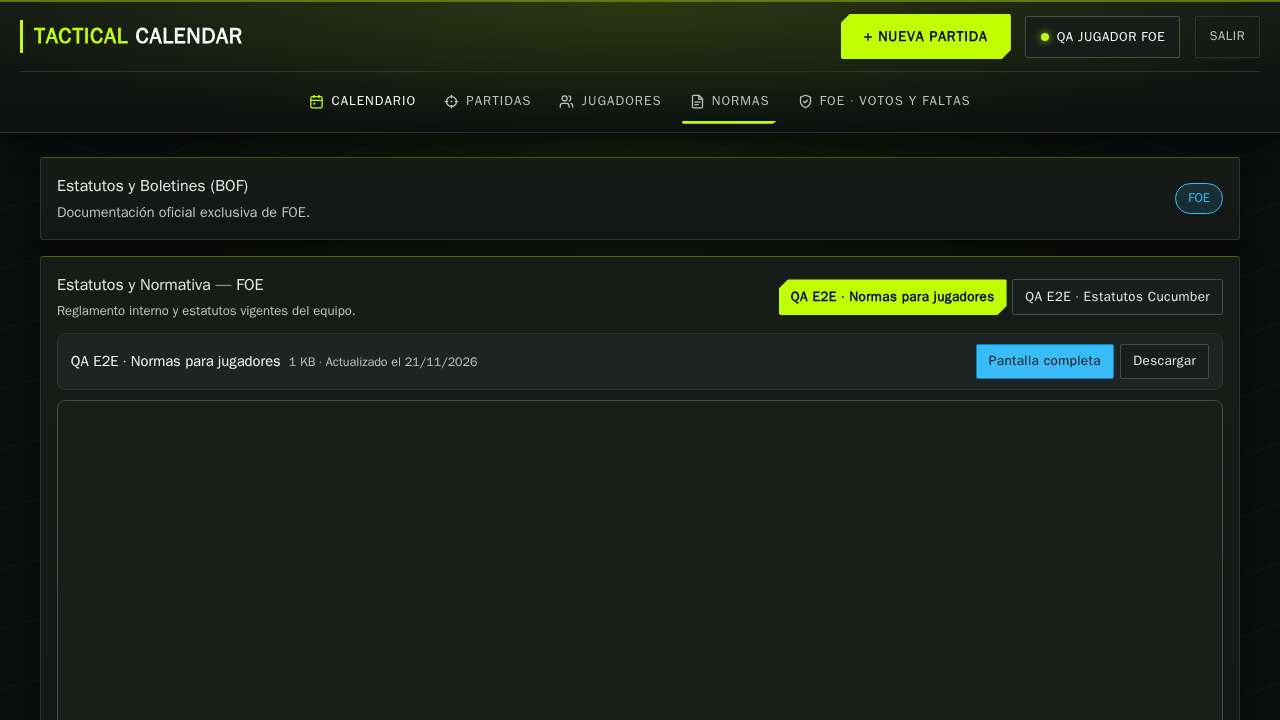 TACTICAL CALENDAR
+ NUEVA PARTIDA
QA JUGADOR FOE
SALIR
CALENDARIO
PARTIDAS
JUGADORES
NORMAS
FOE · VOTOS Y FALTAS
Estatutos y Boletines (BOF)
Documentación oficial exclusiva de FOE.
FOE
Estatutos y Normativa — FOE
Reglamento interno y estatutos vigentes del equipo.
QA E2E · Normas para jugadores
QA E2E · Estatutos Cucumber
QA E2E · Normas para jugadores 1 KB · Actualizado el 21/11/2026
Pantalla completa
Descargar